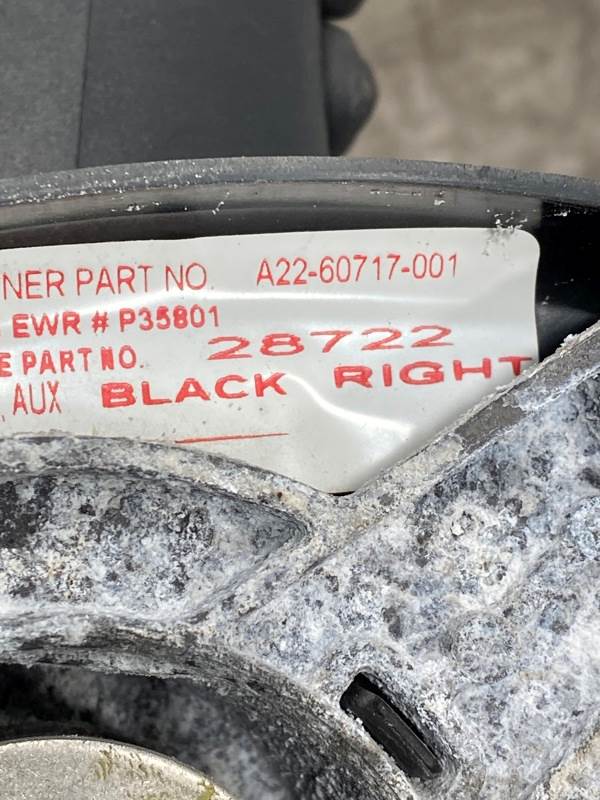 NER PART NO. A22-60717-001
EWR # P35801
E PART NO. 28722
, AUX BLACK RIGHT